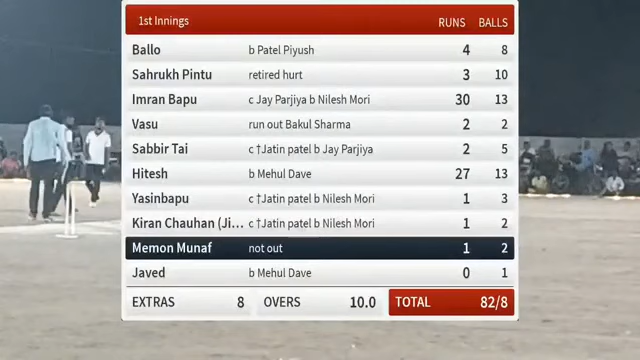 1st Innings RUNS BALLS
Ballo b Patel Piyush 4 8
Sahrukh Pintu retired hurt 3 10
Imran Bapu c Jay Parjiya b Nilesh Mori 30 13
Vasu run out Bakul Sharma 2 2
Sabbir Tai c †Jatin patel b Jay Parjiya 2 5
Hitesh b Mehul Dave 27 13
Yasinbapu c †Jatin patel b Nilesh Mori 1 3
Kiran Chauhan (Ji... c †Jatin patel b Nilesh Mori 1 2
Memon Munaf not out 1 2
Javed b Mehul Dave 0 1
EXTRAS 8 OVERS 10.0 TOTAL 82/8